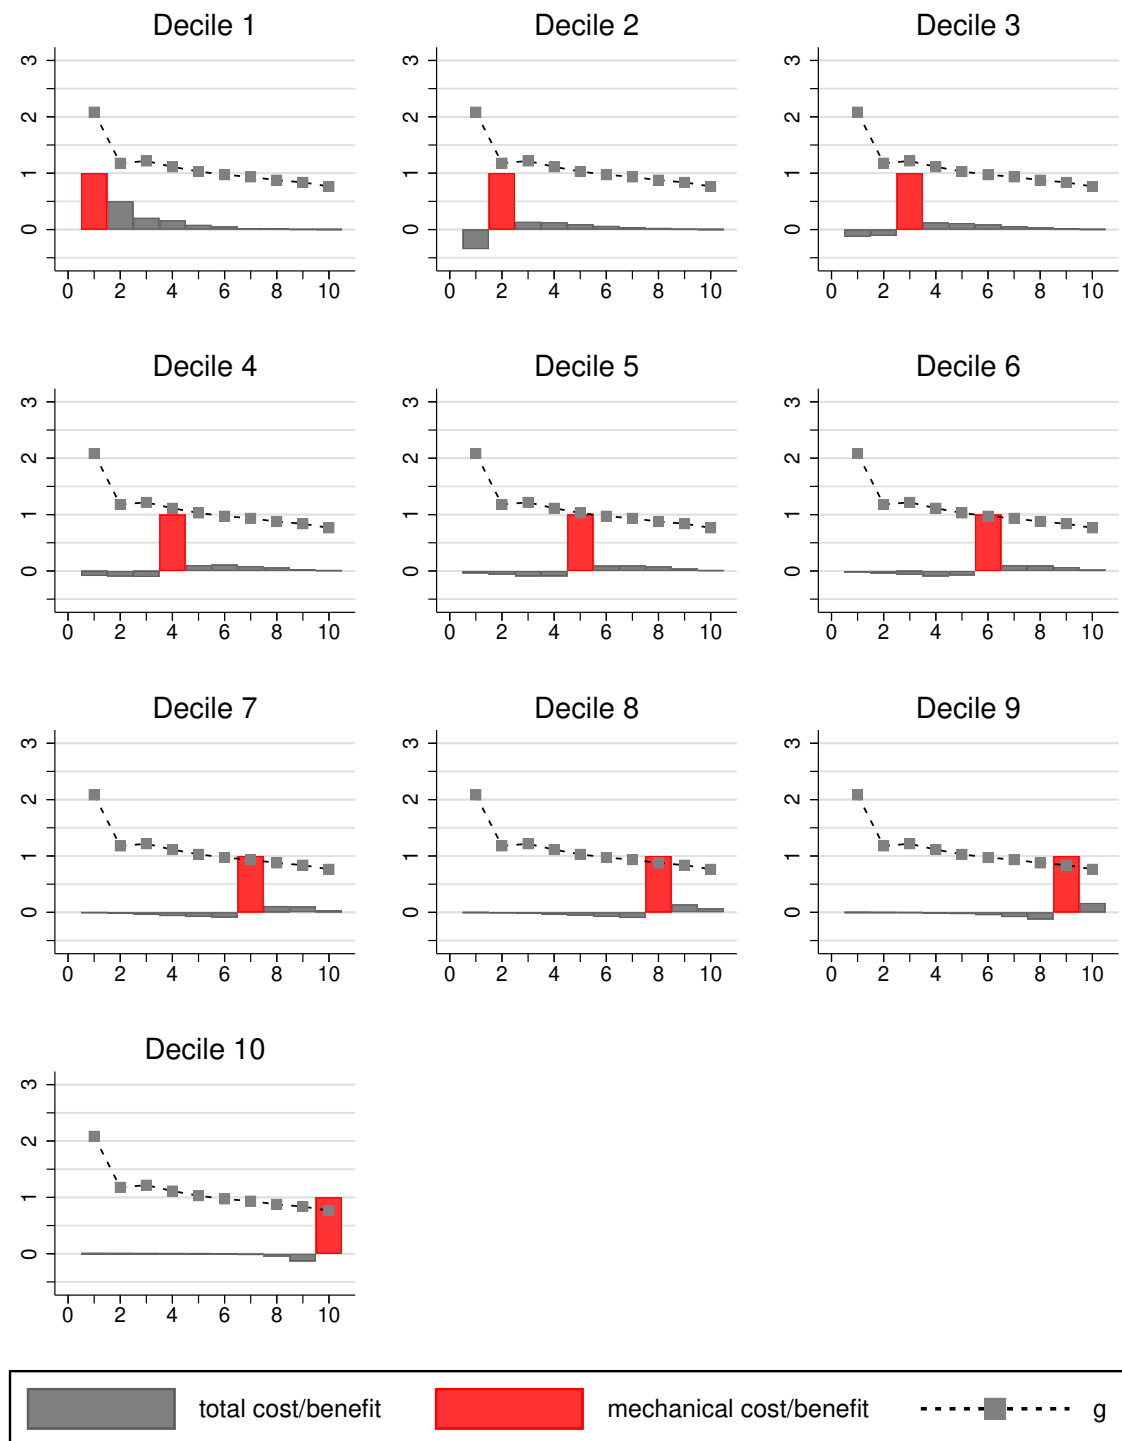 Decile 1 Decile 2 Decile 3
3 3 3
2 2 2
1 1 1
0 0 0
0 2 4 6 8 10 0 2 4 6 8 10 0 2 4 6 8 10
Decile 4 Decile 5 Decile 6
3 3 3
2 2 2
1 1 1
0 0 0
0 2 4 6 8 10 0 2 4 6 8 10 0 2 4 6 8 10
Decile 7 Decile 8 Decile 9
3 3 3
2 2 2
1 1 1
0 0 0
0 2 4 6 8 10 0 2 4 6 8 10 0 2 4 6 8 10
Decile 10
3
2
1
0
0 2 4 6 8 10
total cost/benefit mechanical cost/benefit g